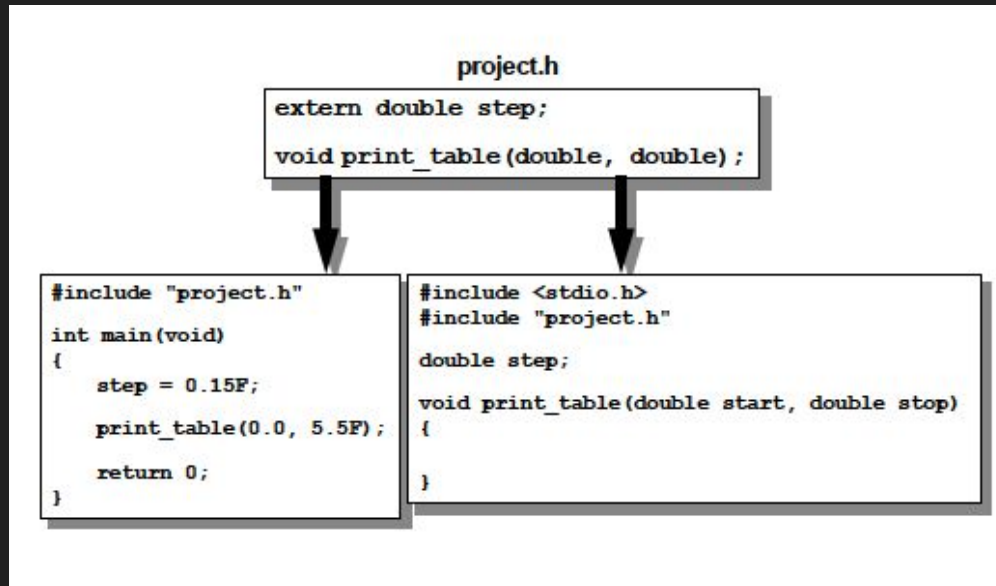 project.h
extern double step;
void print_table(double, double);
#include "project.h"
int main(void)
{
step = 0.15F;
print_table(0.0, 5.5F);
return 0;
}
#include <stdio.h>
#include "project.h"
double step;
void print_table(double start, double stop)
{
}